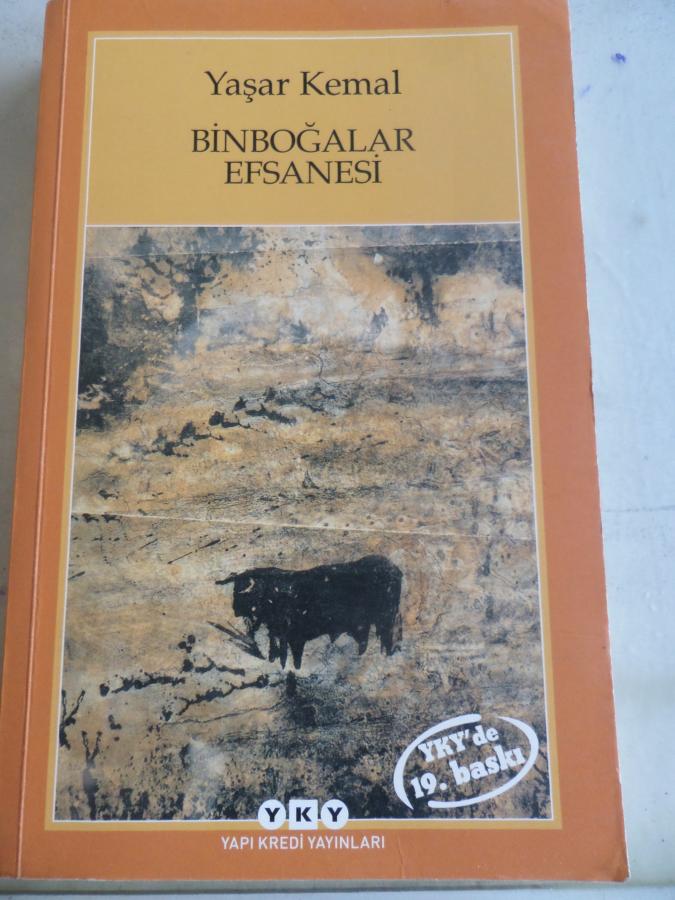 Yaşar Kemal
BİNBOĞALAR
EFSANESİ
YKY'de
19. baskı
YKY
YAPI KREDİ YAYINLARI